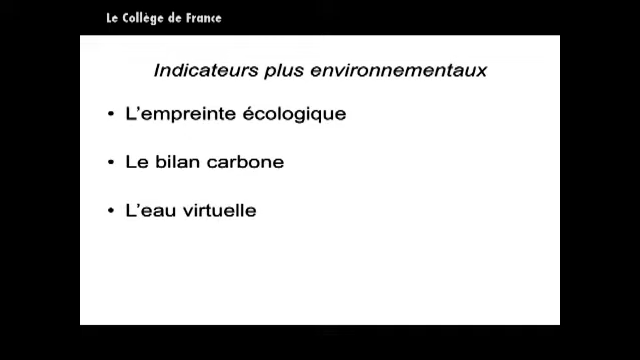 Le Collège de France
Indicateurs plus environnementaux
• L'empreinte écologique
• Le bilan carbone
• L'eau virtuelle